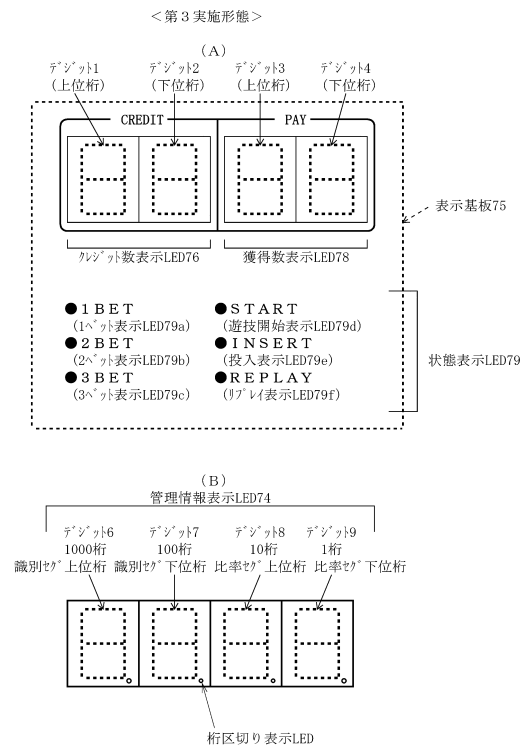 ＜第３実施形態＞
（A）
ﾃﾞｼﾞｯﾄ1 ﾃﾞｼﾞｯﾄ2 ﾃﾞｼﾞｯﾄ3 ﾃﾞｼﾞｯﾄ4
（上位桁） （下位桁） （上位桁） （下位桁）
CREDIT PAY
表示基板75
ｸﾚｼﾞｯﾄ数表示LED76 獲得数表示LED78
●１ＢＥＴ ●ＳＴＡＲＴ
（1ﾍﾞｯﾄ表示LED79a） （遊技開始表示LED79d）
●２ＢＥＴ ●ＩＮＳＥＲＴ
（2ﾍﾞｯﾄ表示LED79b） （投入表示LED79e）
状態表示LED79
●３ＢＥＴ ●ＲＥＰＬＡＹ
（3ﾍﾞｯﾄ表示LED79c） （ﾘﾌﾟﾚｲ表示LED79f）
（B）
管理情報表示LED74
ﾃﾞｼﾞｯﾄ6 ﾃﾞｼﾞｯﾄ7 ﾃﾞｼﾞｯﾄ8 ﾃﾞｼﾞｯﾄ9
1000桁 100桁 10桁 1桁
識別ｾｸﾞ上位桁 識別ｾｸﾞ下位桁 比率ｾｸﾞ上位桁 比率ｾｸﾞ下位桁
桁区切り表示LED